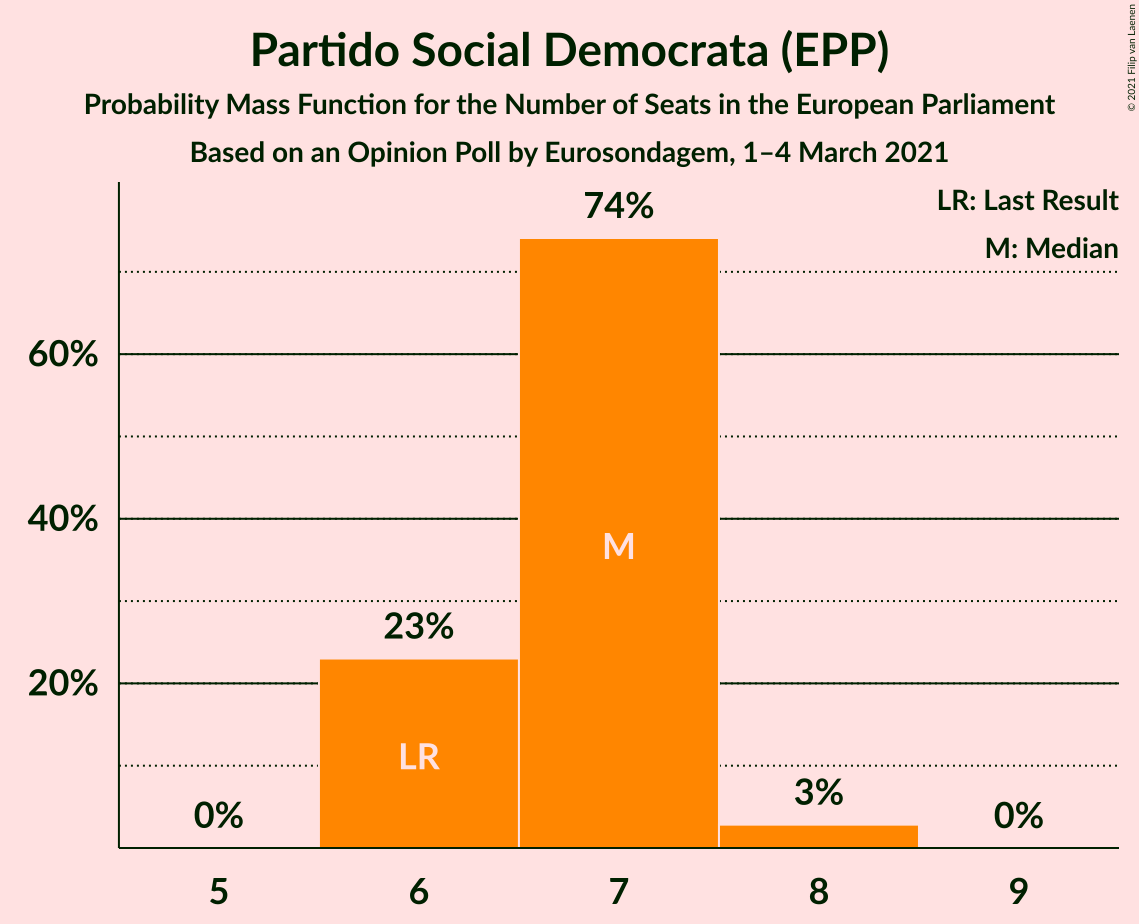 Partido Social Democrata (EPP)
Probability Mass Function for the Number of Seats in the European Parliament
Based on an Opinion Poll by Eurosondagem, 1–4 March 2021
© 2021 Filip van Laenen
LR: Last Result
M: Median
74%
60%
40%
M
23%
20%
LR
3%
0%
0%
5
6
7
8
9